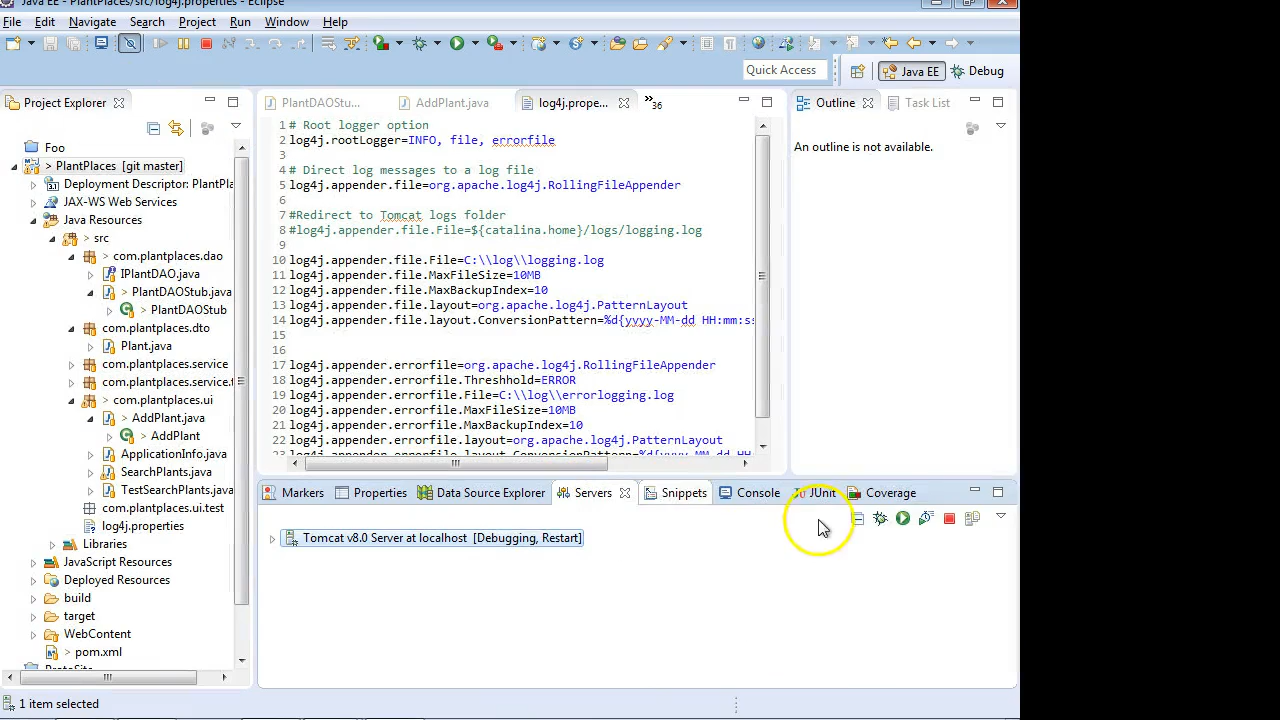 Java EE - PlantPlaces/src/log4j.properties - Eclipse
File Edit Navigate Search Project Run Window Help
Quick Access
Java EE
Debug
Project Explorer
Foo
> PlantPlaces [git master]
Deployment Descriptor: PlantPla
JAX-WS Web Services
Java Resources
> src
> com.plantplaces.dao
IPlantDAO.java
> PlantDAOStub.java
PlantDAOStub
com.plantplaces.dto
Plant.java
com.plantplaces.service
com.plantplaces.service.t
> com.plantplaces.ui
> AddPlant.java
AddPlant
ApplicationInfo.java
SearchPlants.java
TestSearchPlants.java
com.plantplaces.ui.test
log4j.properties
Libraries
JavaScript Resources
Deployed Resources
build
target
WebContent
> pom.xml
PlantDAOStu...
AddPlant.java
log4j.prope...
»36
1 # Root logger option
2 log4j.rootLogger=INFO, file, errorfile
3
4 # Direct log messages to a log file
5 log4j.appender.file=org.apache.log4j.RollingFileAppender
6
7 #Redirect to Tomcat logs folder
8 #log4j.appender.file.File=${catalina.home}/logs/logging.log
9
10 log4j.appender.file.File=C:\\log\\logging.log
11 log4j.appender.file.MaxFileSize=10MB
12 log4j.appender.file.MaxBackupIndex=10
13 log4j.appender.file.layout=org.apache.log4j.PatternLayout
14 log4j.appender.file.layout.ConversionPattern=%d{yyyy-MM-dd HH:mm:ss
15
16
17 log4j.appender.errorfile=org.apache.log4j.RollingFileAppender
18 log4j.appender.errorfile.Threshhold=ERROR
19 log4j.appender.errorfile.File=C:\\log\\errorlogging.log
20 log4j.appender.errorfile.MaxFileSize=10MB
21 log4j.appender.errorfile.MaxBackupIndex=10
22 log4j.appender.errorfile.layout=org.apache.log4j.PatternLayout
23 log4j.appender.errorfile.layout.ConversionPattern=%d{yyyy-MM-dd HH
Outline
Task List
An outline is not available.
Markers
Properties
Data Source Explorer
Servers
Snippets
Console
JUnit
Coverage
Tomcat v8.0 Server at localhost [Debugging, Restart]
1 item selected